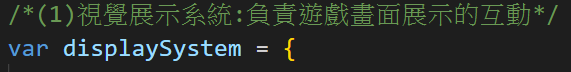 /*(1)視覺展示系統:負責遊戲畫面展示的互動*/
var displaySystem = {